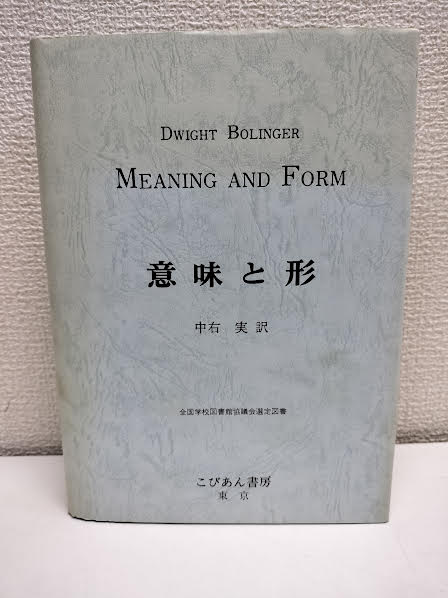 DWIGHT BOLINGER
MEANING AND FORM
意味と形
中右 実 訳
全国学校図書館協議会選定図書
こびあん書房
東京